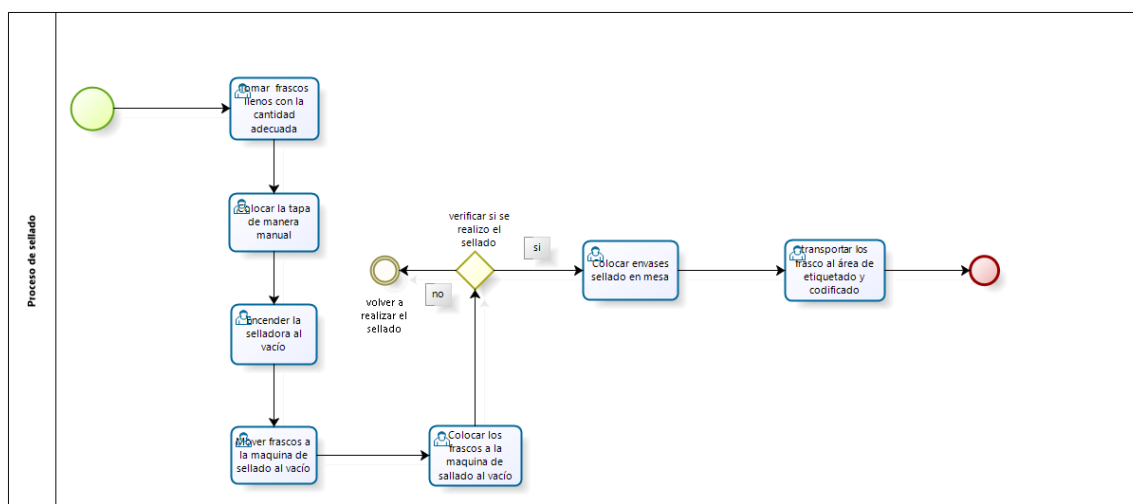 Proceso de sellado
Tomar frascos
llenos con la
cantidad
adecuada
Colocar la tapa
de manera
manual
Encender la
selladora al
vacío
Mover frascos a
la maquina de
sellado al vacío
Colocar los
frascos a la
maquina de
sallado al vacío
verificar si se
realizo el
sellado
no
volver a
realizar el
sellado
si
Colocar envases
sellado en mesa
transportar los
frasco al área de
etiquetado y
codificado